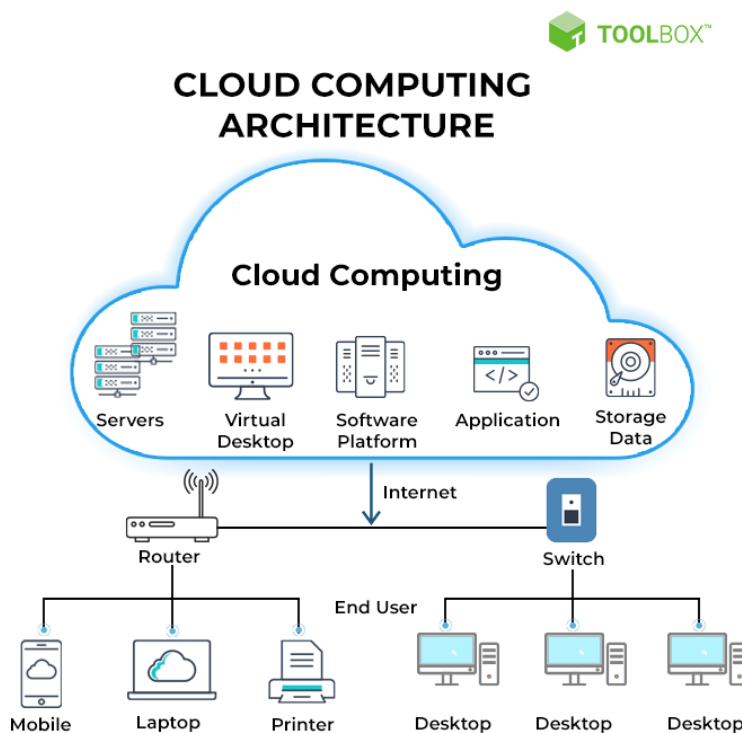 TOOLBOX™
CLOUD COMPUTING
ARCHITECTURE
Cloud Computing
Servers
Virtual
Desktop
Software
Platform
</>
Application
Storage
Data
Internet
Router
Switch
End User
Mobile
Laptop
Printer
Desktop
Desktop
Desktop